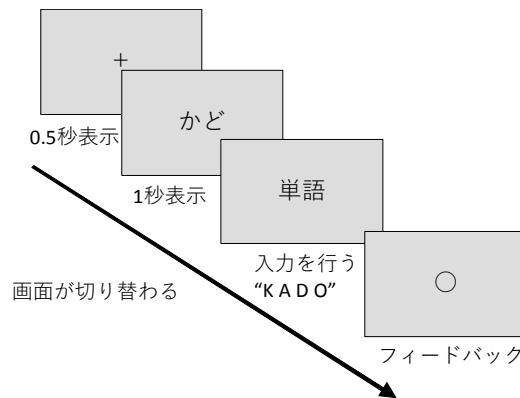 +
0.5秒表示
かど
1秒表示
単語
入力を行う
“K A D O”
画面が切り替わる
○
フィードバック